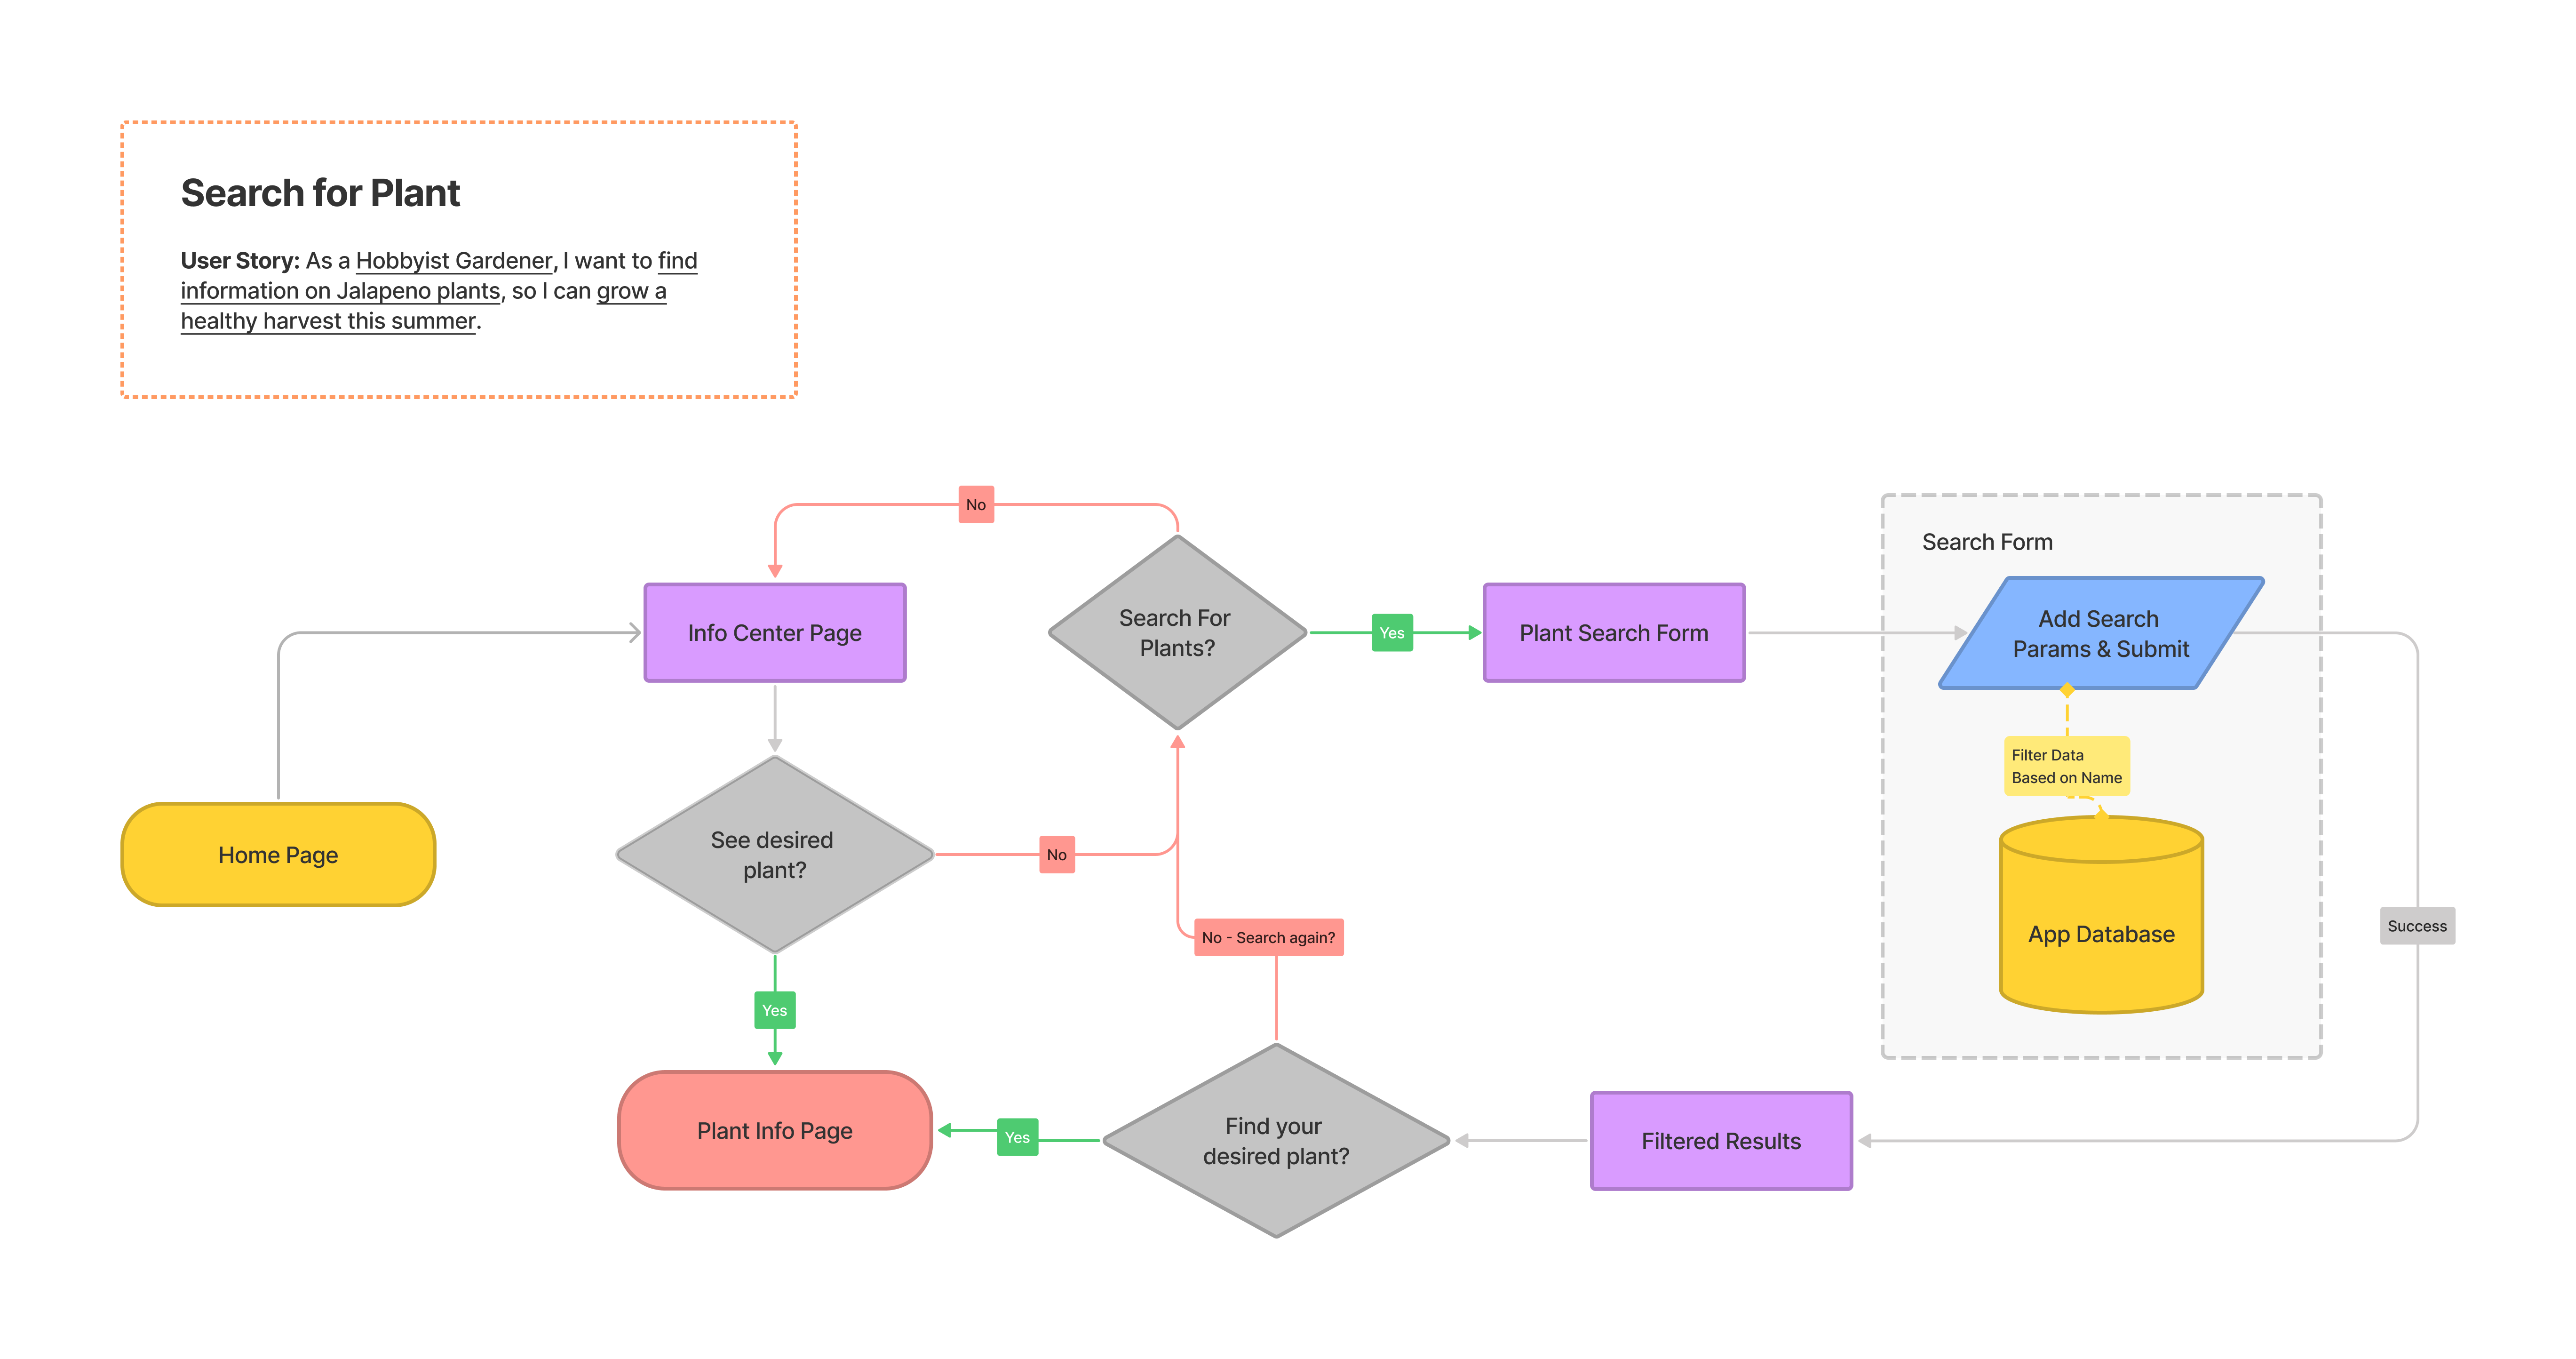 Search for Plant
User Story: As a Hobbyist Gardener, I want to find
information on Jalapeno plants, so I can grow a
healthy harvest this summer.
No
Search Form
Info Center Page
Search For
Plants?
Yes
Plant Search Form
Add Search
Params & Submit
Filter Data
Based on Name
Home Page
See desired
plant?
No
No - Search again?
App Database
Success
Yes
Plant Info Page
Yes
Find your
desired plant?
Filtered Results